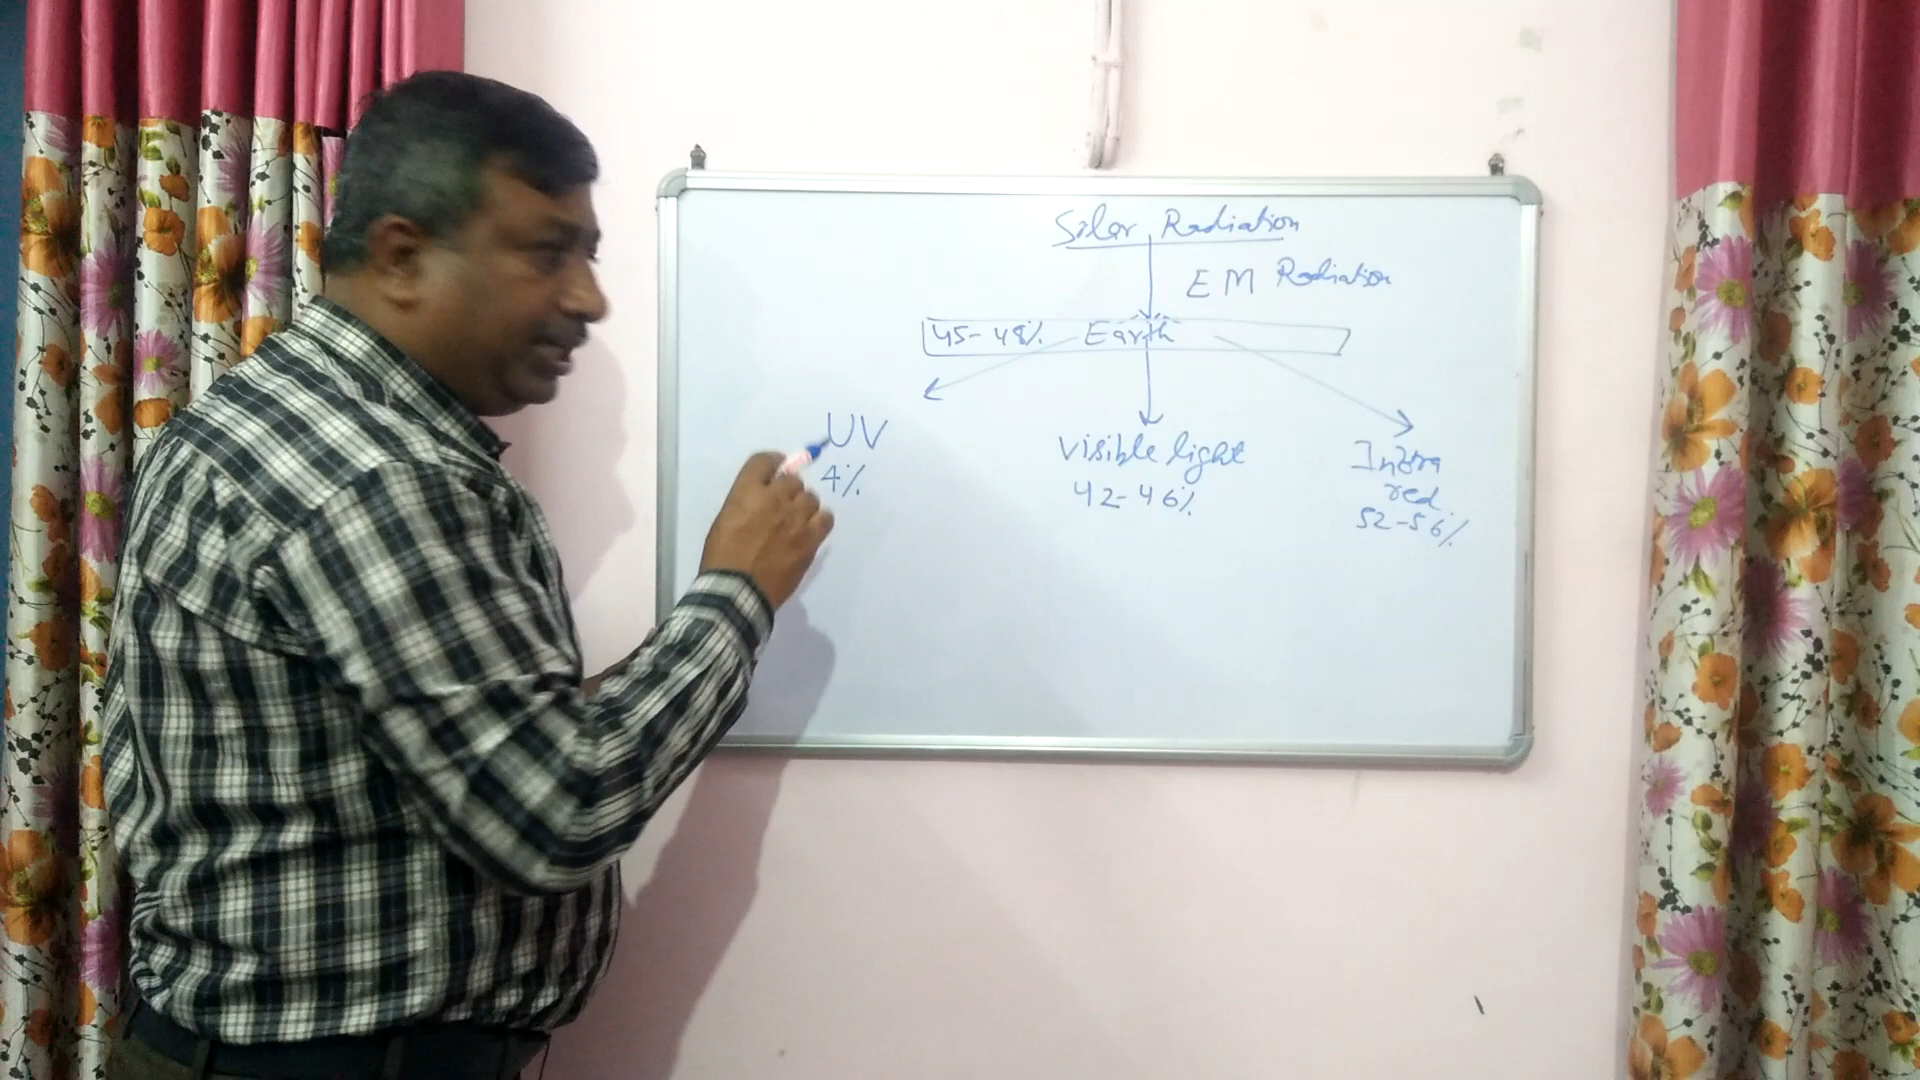 Solar Radiation
EM Radiation
45-48% Earth
UV
4%
Visible light
42-46%
Infra
red
52-56%